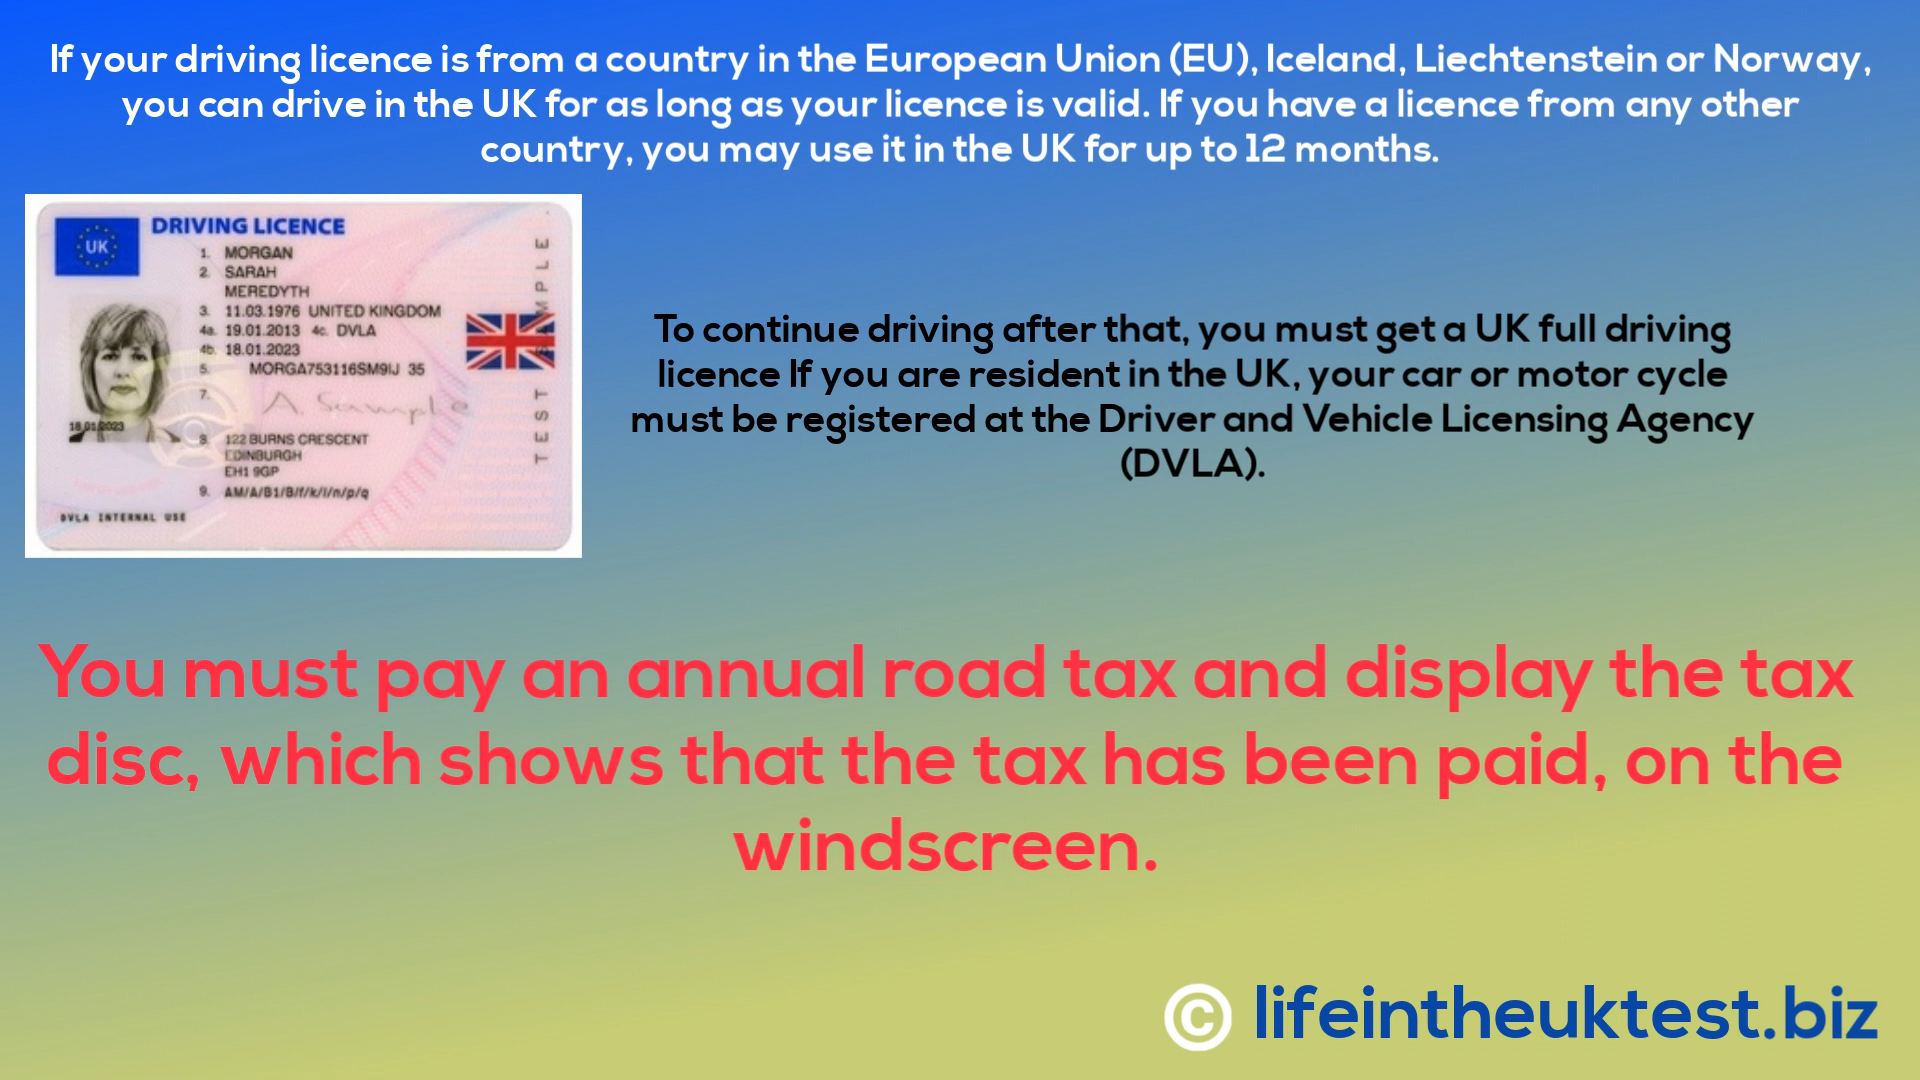 If your driving licence is from a country in the European Union (EU), Iceland, Liechtenstein or Norway,
you can drive in the UK for as long as your licence is valid. If you have a licence from any other
country, you may use it in the UK for up to 12 months.
UK
DRIVING LICENCE
1. MORGAN
2. SARAH
MEREDYTH
3. 11.03.1976 UNITED KINGDOM
4a. 19.01.2013 4c. DVLA
4b. 18.01.2023
5. MORGA753116SM9IJ 35
7. A. Sample
18.01.2023
8. 122 BURNS CRESCENT
EDINBURGH
EH1 9GP
9. AM/A/B1/B/f/k/l/n/p/q
DVLA INTERNAL USE
TEST
To continue driving after that, you must get a UK full driving
licence If you are resident in the UK, your car or motor cycle
must be registered at the Driver and Vehicle Licensing Agency
(DVLA).
You must pay an annual road tax and display the tax
disc, which shows that the tax has been paid, on the
windscreen.
© lifeintheuktest.biz